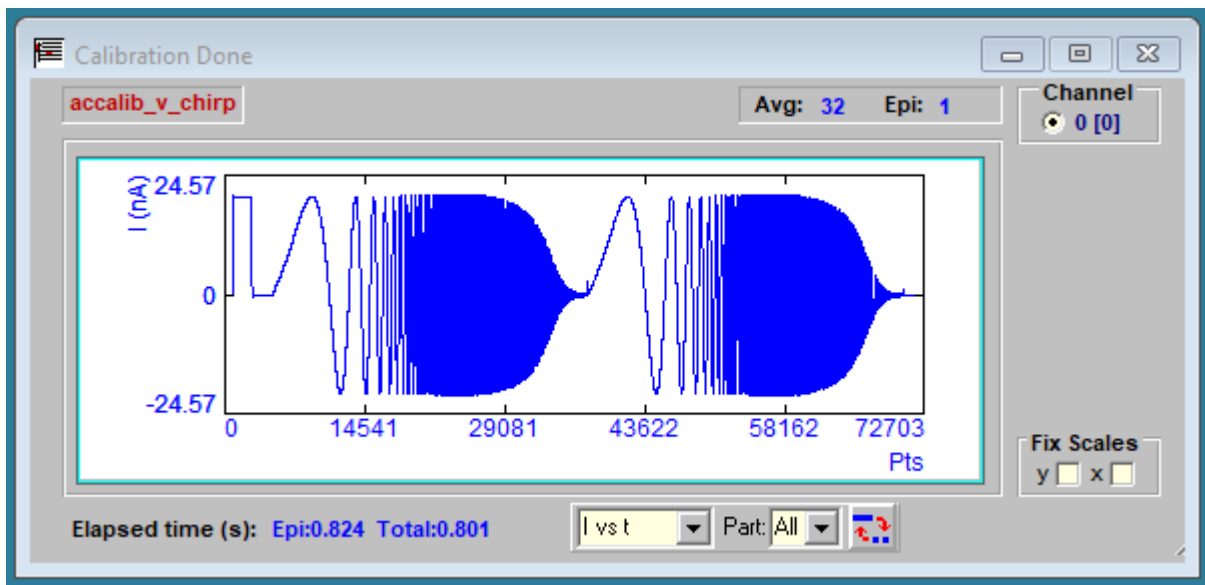 Calibration Done
accalib_v_chirp
Avg: 32 Epi: 1
Channel
0 [0]
I (nA)
24.57
0
-24.57
0 14541 29081 43622 58162 72703
Pts
Fix Scales
y x
Elapsed time (s): Epi:0.824 Total:0.801
I vs t Part: All